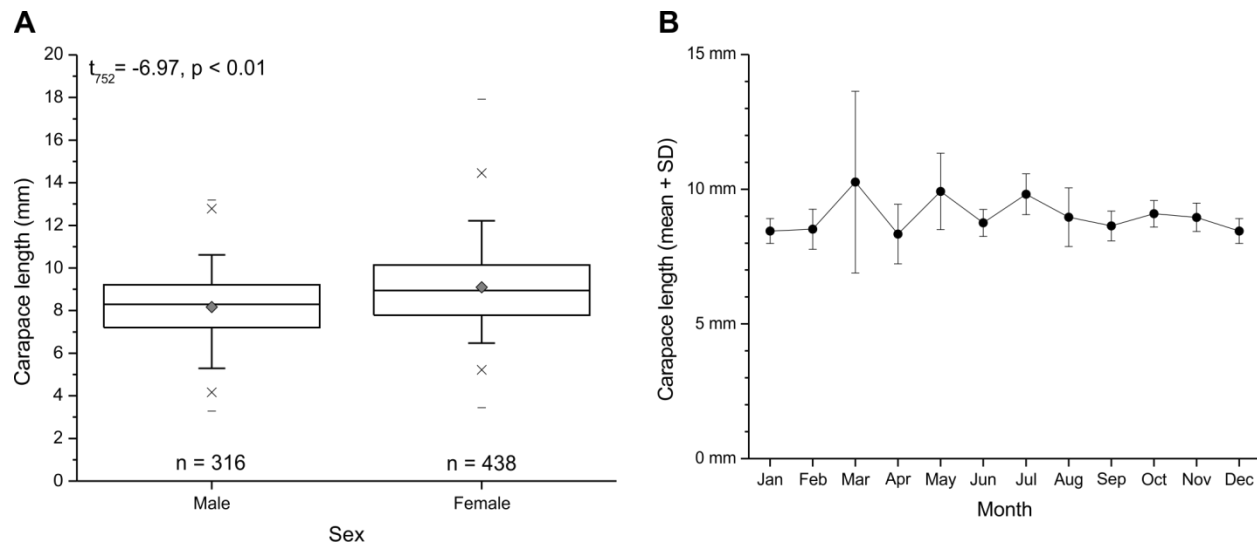 A
t752= -6.97, p < 0.01
Carapace length (mm)
20
18
16
14
12
10
8
6
4
2
0
n = 316
n = 438
Male
Female
Sex
B
Carapace length (mean + SD)
15 mm
10 mm
5 mm
0 mm
Jan Feb Mar Apr May Jun Jul Aug Sep Oct Nov Dec
Month